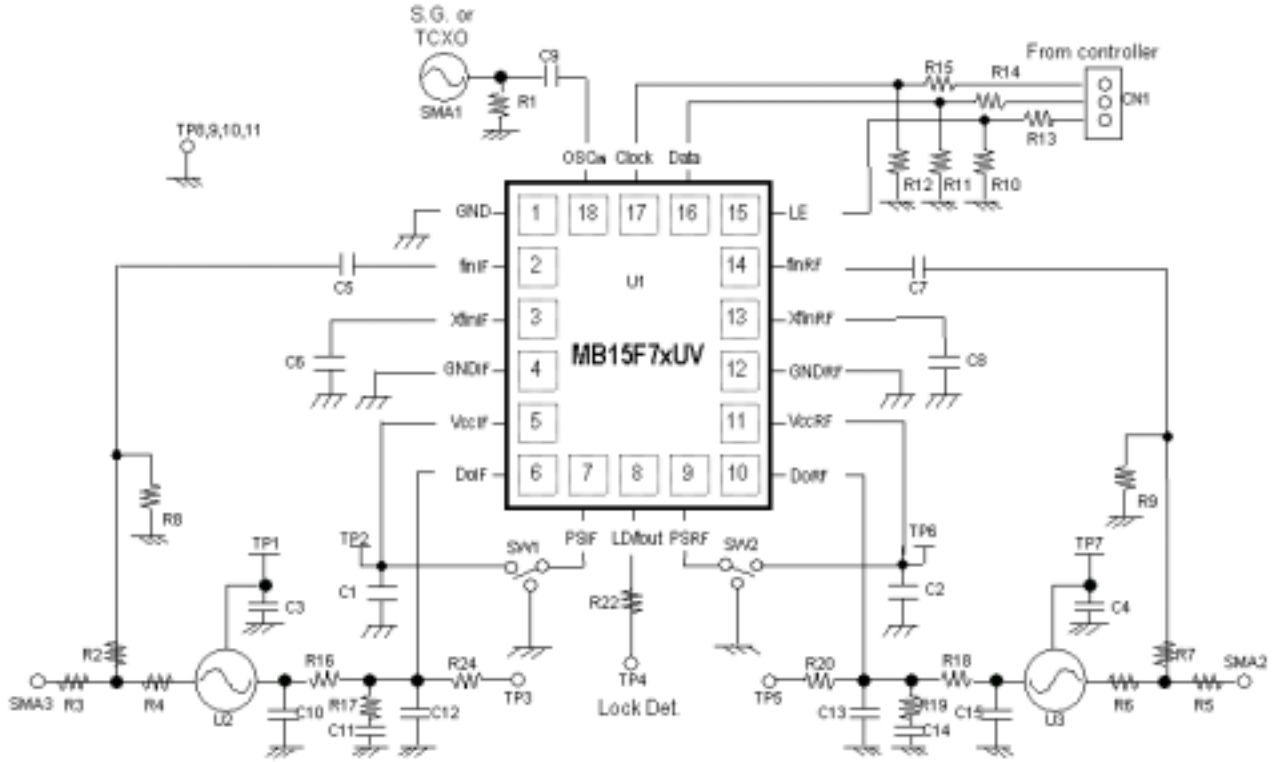 S.G. or
TCXO
C9
R1
SMA1
From controller
R15
R14
CN1
R13
R12
R11
R10
TP8,9,10,11
OSCIN Clock Data
GND
1
18
17
16
15
LE
finIF
2
U1
14
finRF
C5
C7
XfinIF
3
13
XfinRF
C6
MB15F7xUV
C8
GNDIF
4
12
GNDRF
VccIF
5
11
VccRF
DoIF
6
7
8
9
10
DoRF
R8
R9
PSIF
LD/fout
PSRF
TP1
TP2
SW1
SW2
TP6
TP7
C3
C1
R22
C2
C4
R2
R16
R24
R20
R18
R7
SMA2
SMA3
R3
R4
U2
C10
R17
C11
C12
TP3
TP4
Lock Det.
TP5
C13
R19
C14
C15
U3
R6
R5